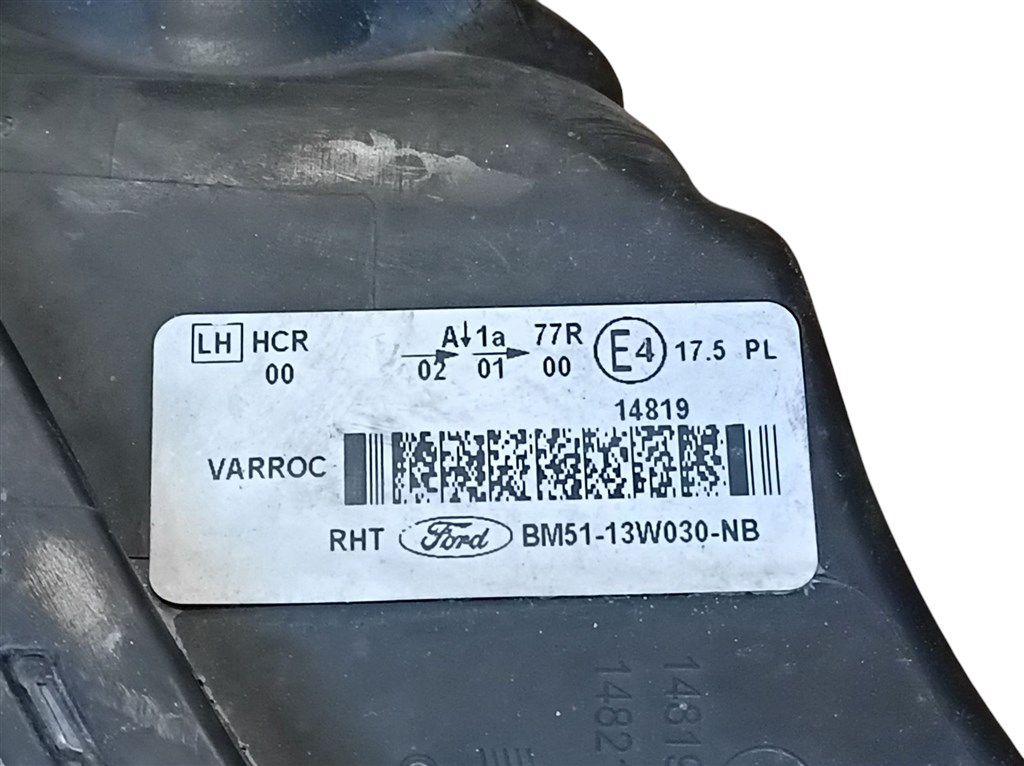 LH HCR A↓1a 77R E4 17.5 PL
00 02 01 00
14819
VARROC
RHT Ford BM51-13W030-NB
14819